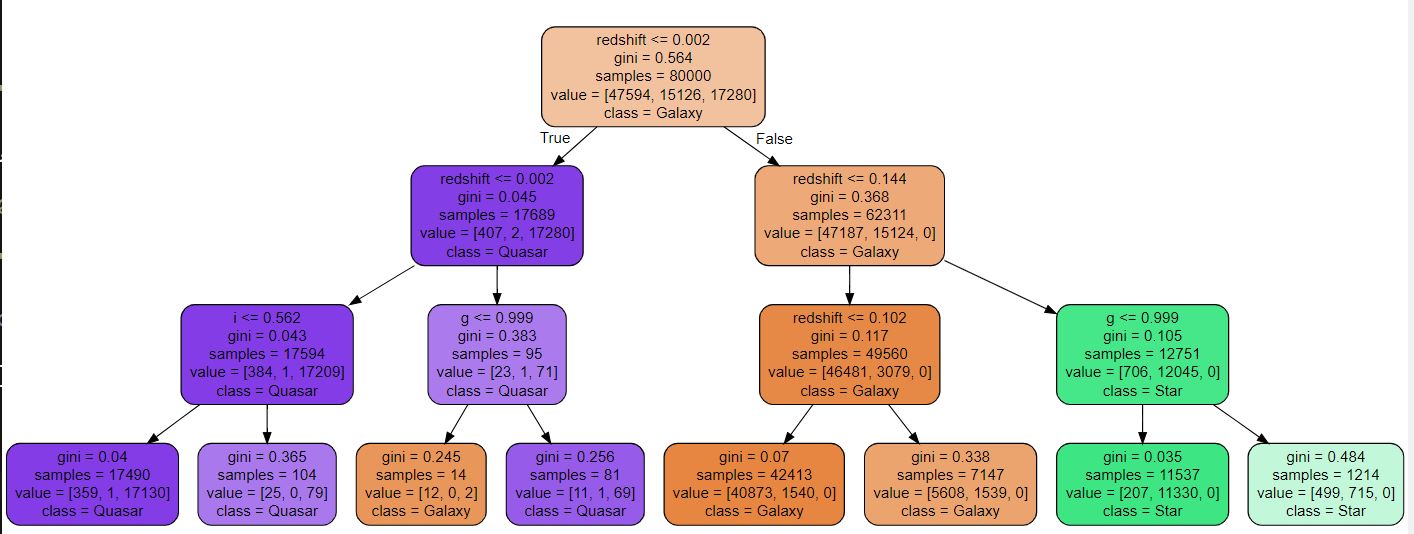 redshift <= 0.002
gini = 0.564
samples = 80000
value = [47594, 15126, 17280]
class = Galaxy
True
False
redshift <= 0.002
gini = 0.045
samples = 17689
value = [407, 2, 17280]
class = Quasar
redshift <= 0.144
gini = 0.368
samples = 62311
value = [47187, 15124, 0]
class = Galaxy
i <= 0.562
gini = 0.043
samples = 17594
value = [384, 1, 17209]
class = Quasar
g <= 0.999
gini = 0.383
samples = 95
value = [23, 1, 71]
class = Quasar
redshift <= 0.102
gini = 0.117
samples = 49560
value = [46481, 3079, 0]
class = Galaxy
g <= 0.999
gini = 0.105
samples = 12751
value = [706, 12045, 0]
class = Star
gini = 0.04
samples = 17490
value = [359, 1, 17130]
class = Quasar
gini = 0.365
samples = 104
value = [25, 0, 79]
class = Quasar
gini = 0.245
samples = 14
value = [12, 0, 2]
class = Galaxy
gini = 0.256
samples = 81
value = [11, 1, 69]
class = Quasar
gini = 0.07
samples = 42413
value = [40873, 1540, 0]
class = Galaxy
gini = 0.338
samples = 7147
value = [5608, 1539, 0]
class = Galaxy
gini = 0.035
samples = 11537
value = [207, 11330, 0]
class = Star
gini = 0.484
samples = 1214
value = [499, 715, 0]
class = Star